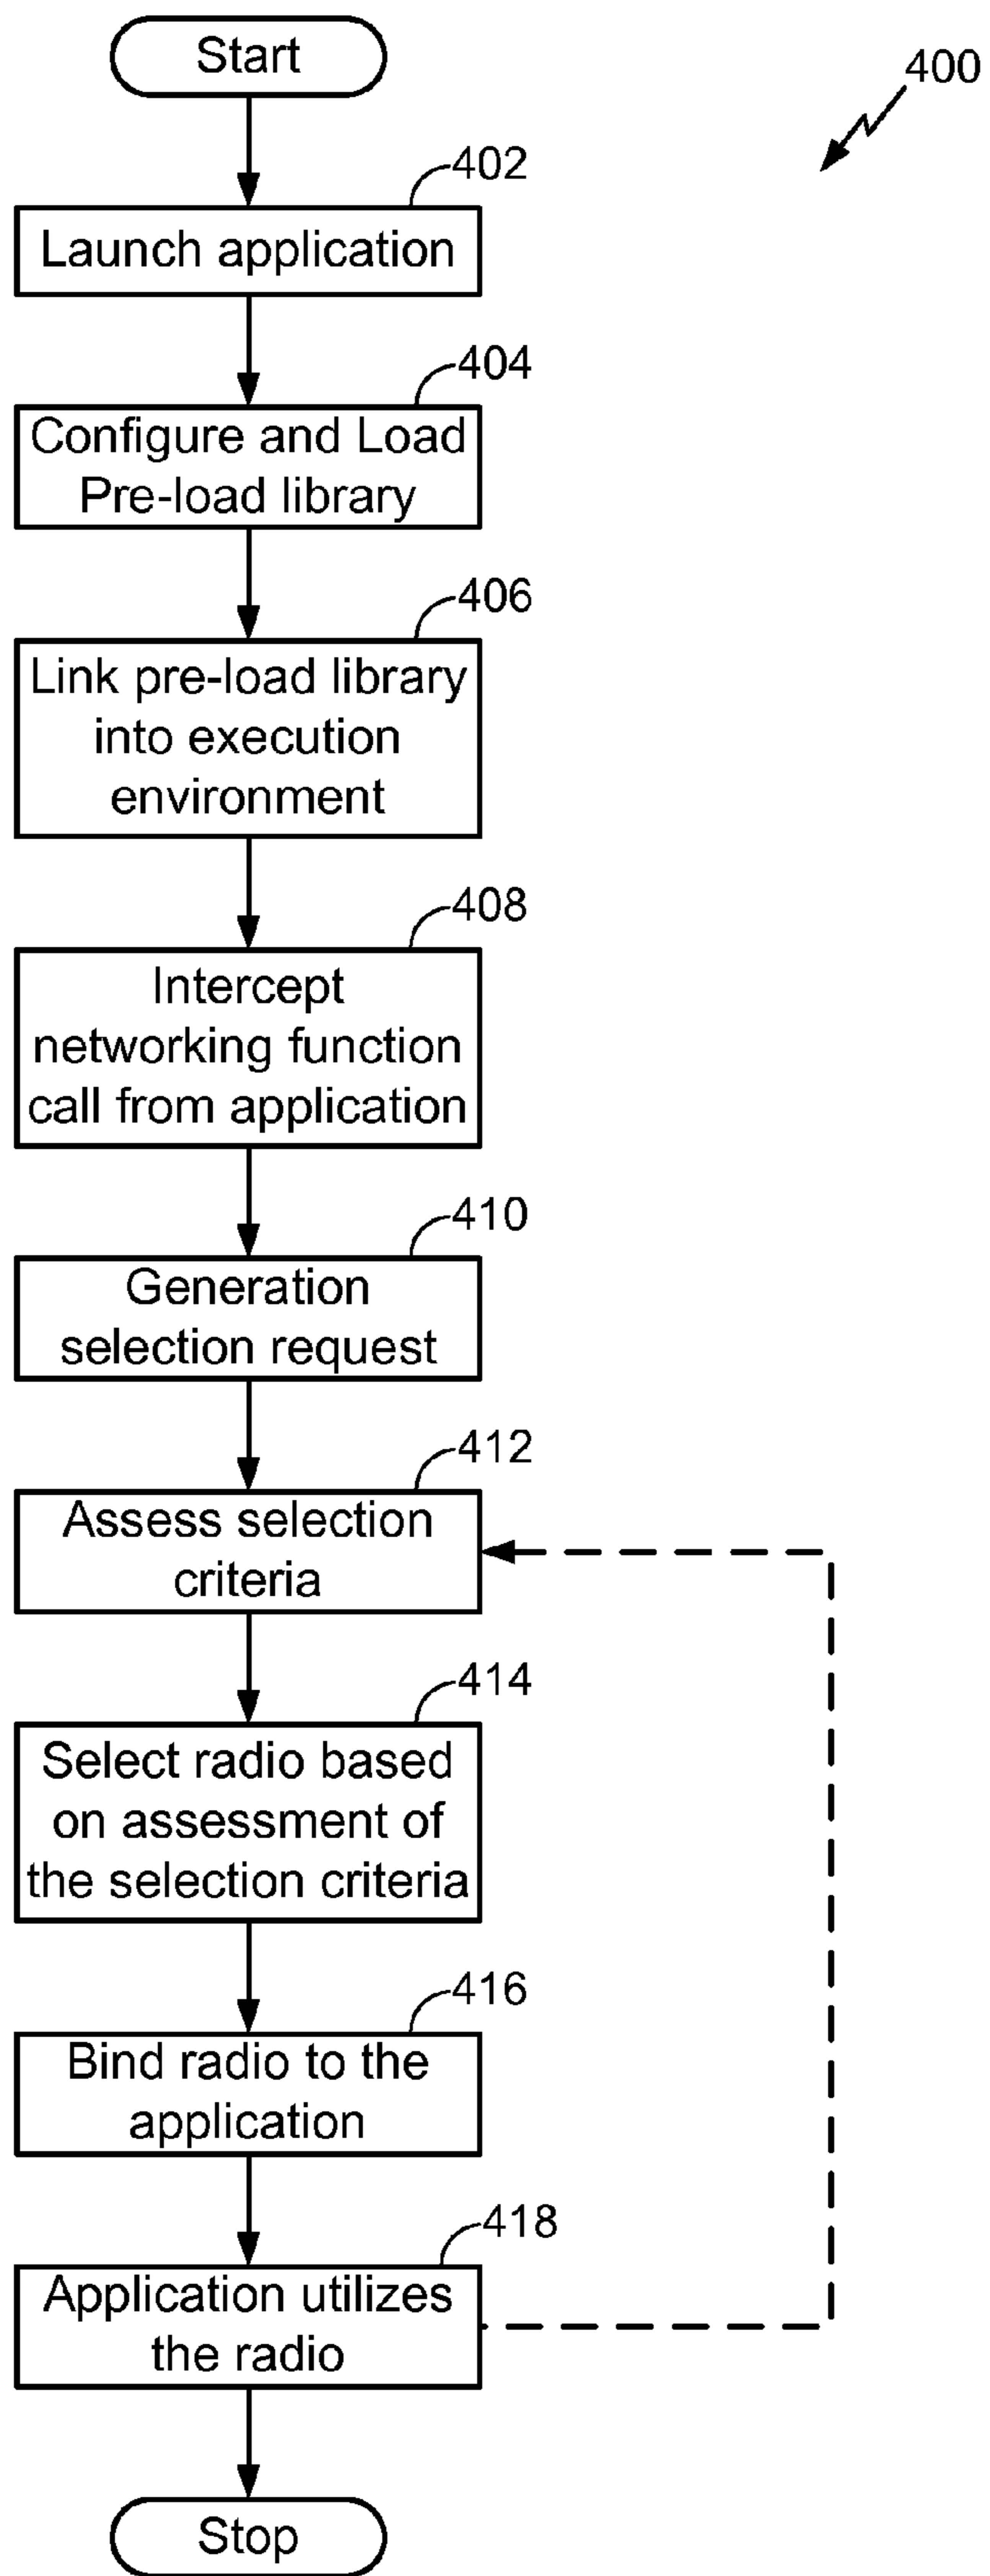 Start
400
402
Launch application
404
Configure and Load
Pre-load library
406
Link pre-load library
into execution
environment
408
Intercept
networking function
call from application
410
Generation
selection request
412
Assess selection
criteria
414
Select radio based
on assessment of
the selection criteria
416
Bind radio to the
application
418
Application utilizes
the radio
Stop